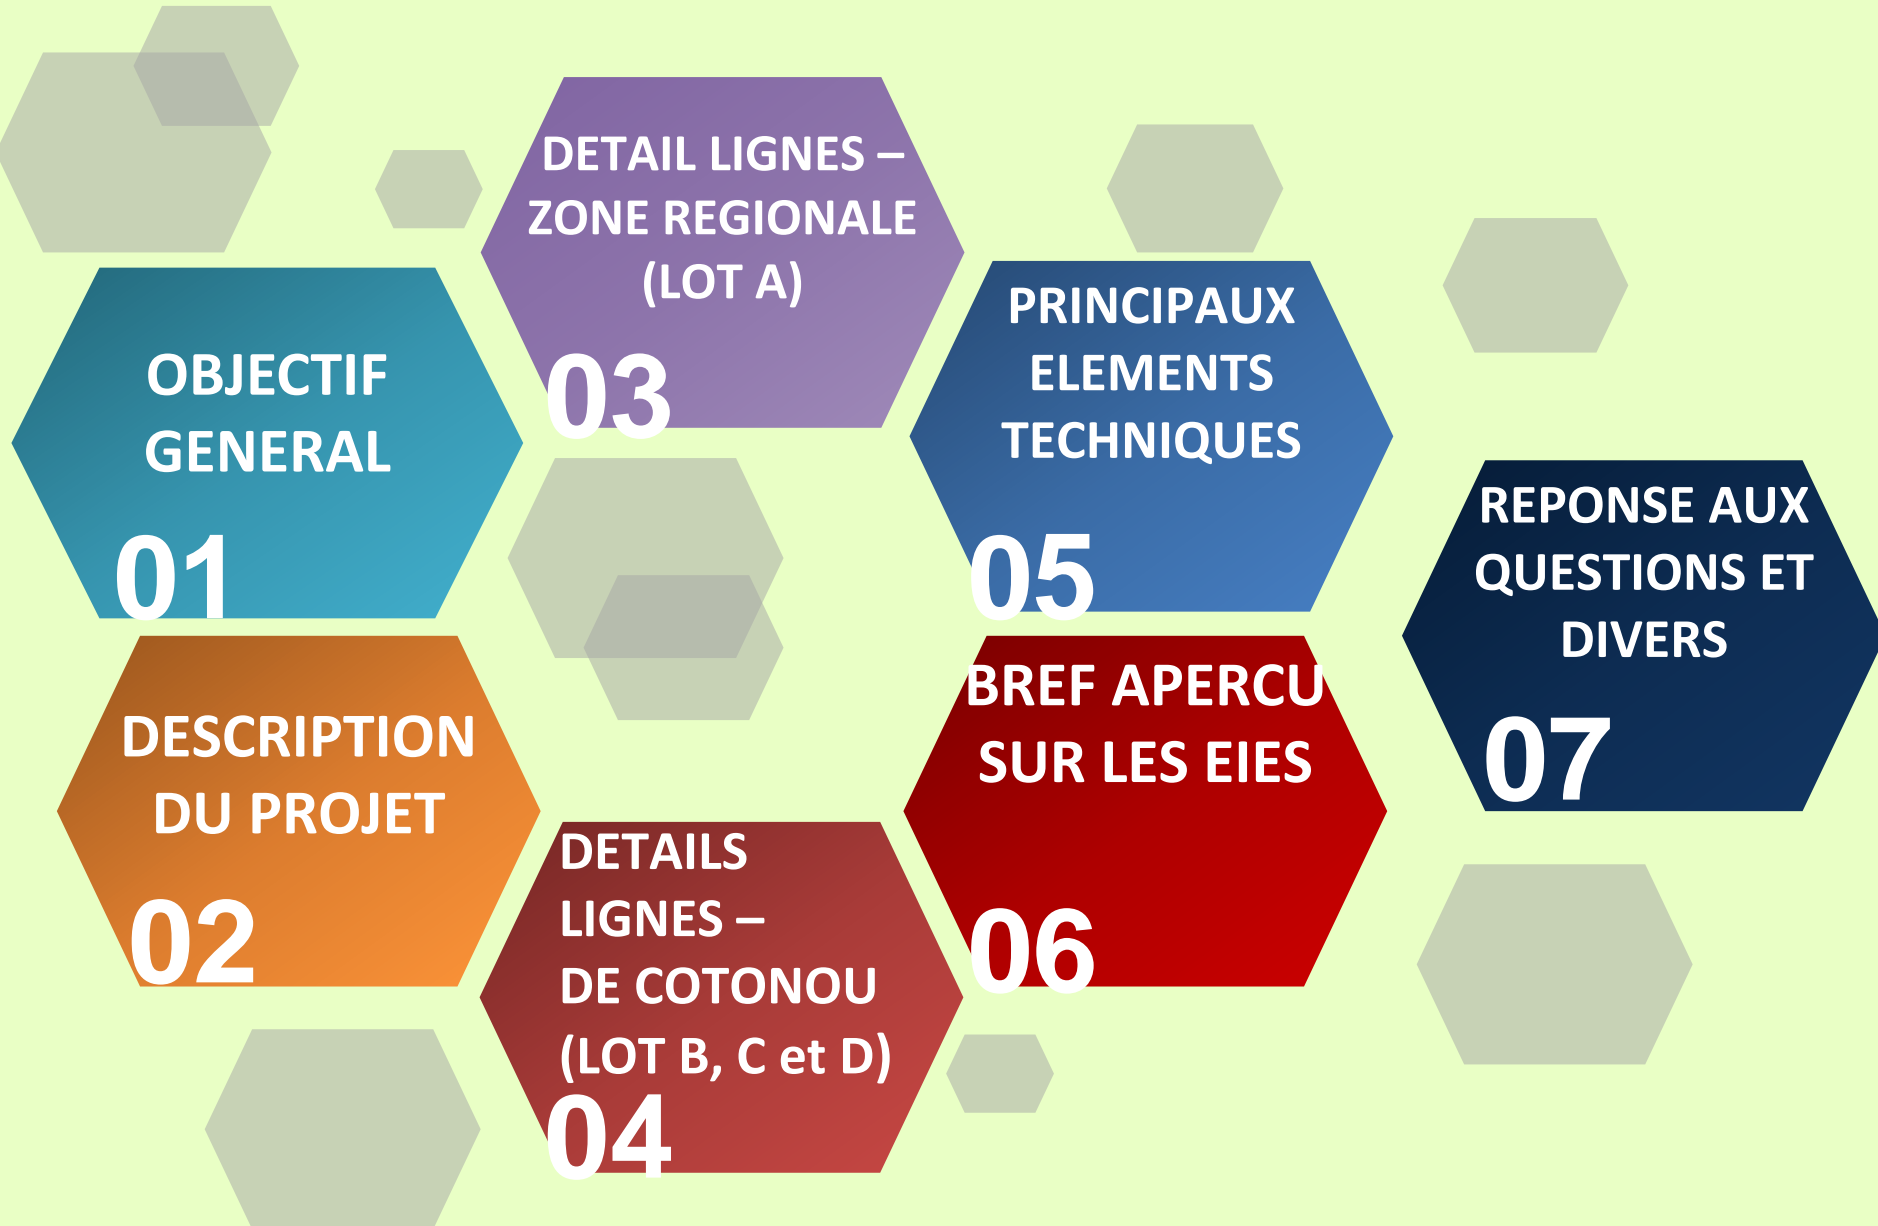 OBJECTIF
GENERAL
01
DESCRIPTION
DU PROJET
02
DETAIL LIGNES –
ZONE REGIONALE
(LOT A)
03
DETAILS
LIGNES –
DE COTONOU
(LOT B, C et D)
04
PRINCIPAUX
ELEMENTS
TECHNIQUES
05
BREF APERCU
SUR LES EIES
06
REPONSE AUX
QUESTIONS ET
DIVERS
07